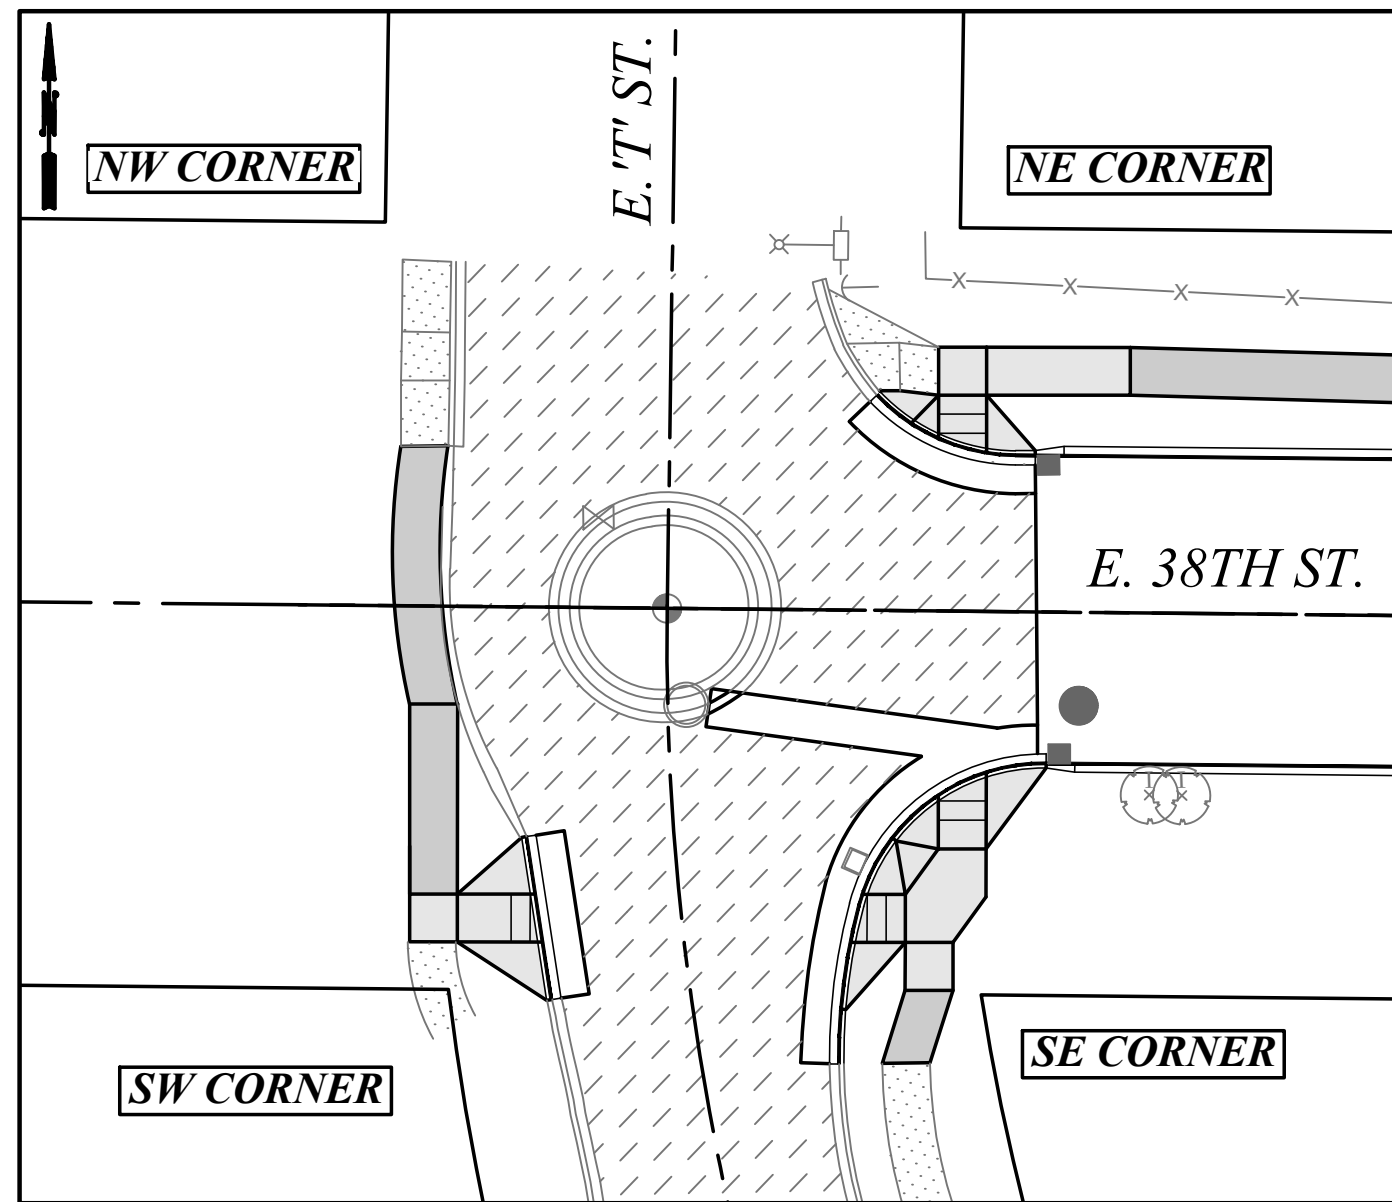 E.'T' ST.
N
NW CORNER
NE CORNER
X X X X
E. 38TH ST.
SW CORNER
SE CORNER